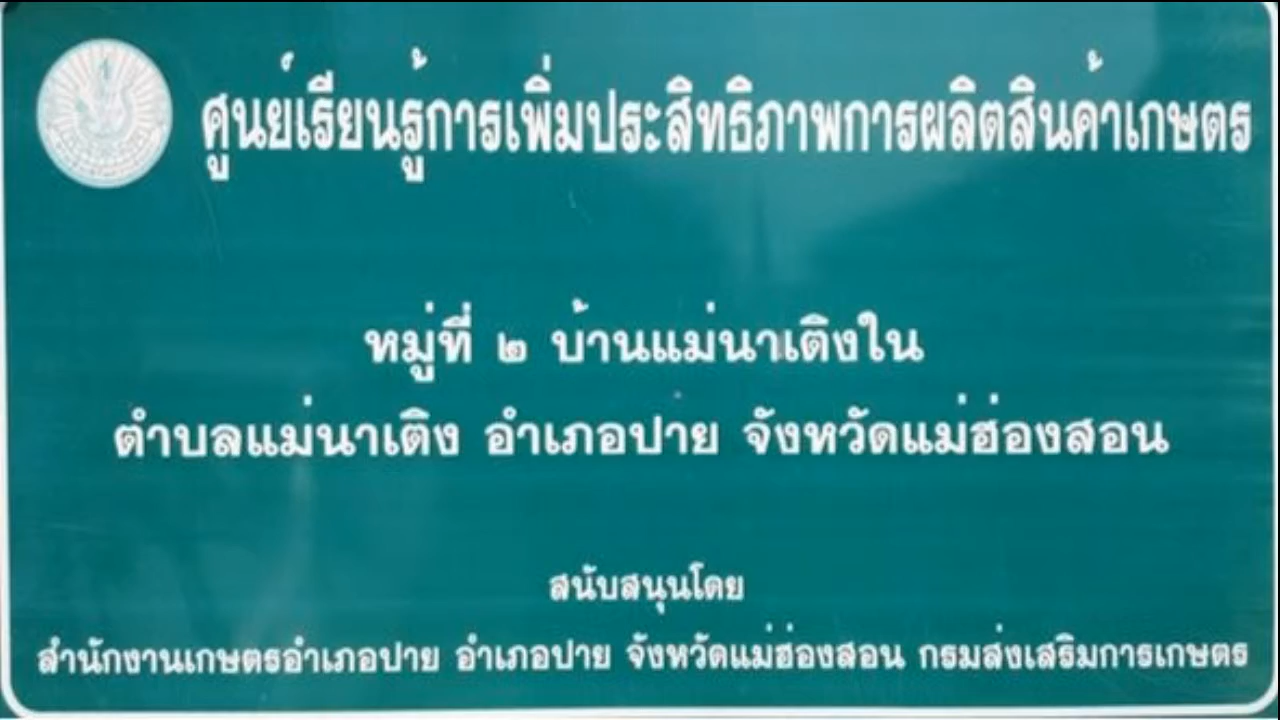 ศูนย์เรียนรู้การเพิ่มประสิทธิภาพการผลิตสินค้าเกษตร
หมู่ที่ ๒ บ้านแม่นาเติงใน
ตำบลแม่นาเติง อำเภอปาย จังหวัดแม่ฮ่องสอน
สนับสนุนโดย
สำนักงานเกษตรอำเภอปาย อำเภอปาย จังหวัดแม่ฮ่องสอน กรมส่งเสริมการเกษตร